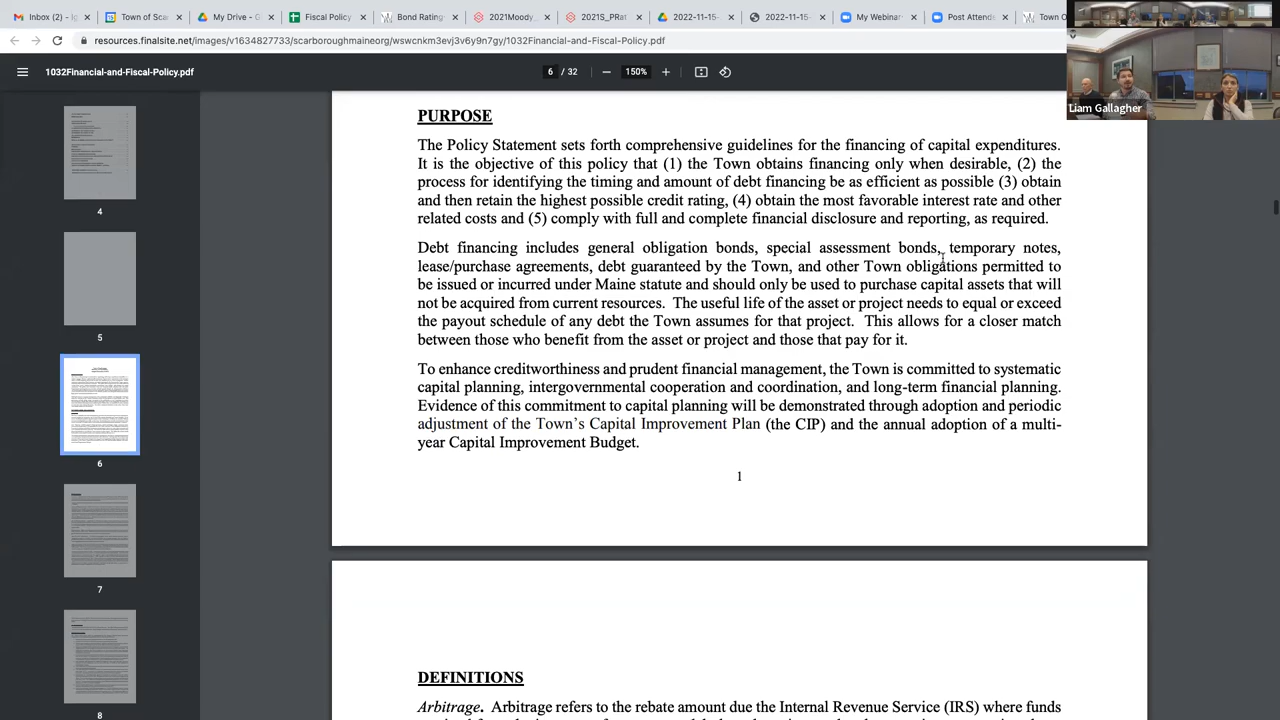 Inbox (1)
Town of Sca
My Drive - G
Fiscal Policy
Bond Rating
2021Moody
2021S_PRat
2022-11-15-
2022-11-15-
My Webinar
Post Attend
Town O
resources.finalsite.net/images/v1634827733/scarboroughmaineorg/wswcnirm3evj3v6y9n7gy/1032Financial-and-Fiscal-Policy.pdf
1032Financial-and-Fiscal-Policy.pdf
6 / 32
150%
Liam Gallagher
4
5
6
7
8
PURPOSE
The Policy Statement sets forth comprehensive guidelines for the financing of capital expenditures.
It is the objective of this policy that (1) the Town obtains financing only when desirable, (2) the
process for identifying the timing and amount of debt financing be as efficient as possible (3) obtain
and then retain the highest possible credit rating, (4) obtain the most favorable interest rate and other
related costs and (5) comply with full and complete financial disclosure and reporting, as required.
Debt financing includes general obligation bonds, special assessment bonds, temporary notes,
lease/purchase agreements, debt guaranteed by the Town, and other Town obligations permitted to
be issued or incurred under Maine statute and should only be used to purchase capital assets that will
not be acquired from current resources. The useful life of the asset or project needs to equal or exceed
the payout schedule of any debt the Town assumes for that project. This allows for a closer match
between those who benefit from the asset or project and those that pay for it.
To enhance creditworthiness and prudent financial management, the Town is committed to systematic
capital planning, intergovernmental cooperation and coordination, and long-term financial planning.
Evidence of this commitment to capital planning will be demonstrated through adoption and periodic
adjustment of the Town's Capital Improvement Plan (the CIP) and the annual adoption of a multi-
year Capital Improvement Budget.
1
DEFINITIONS
Arbitrage. Arbitrage refers to the rebate amount due the Internal Revenue Service (IRS) where funds